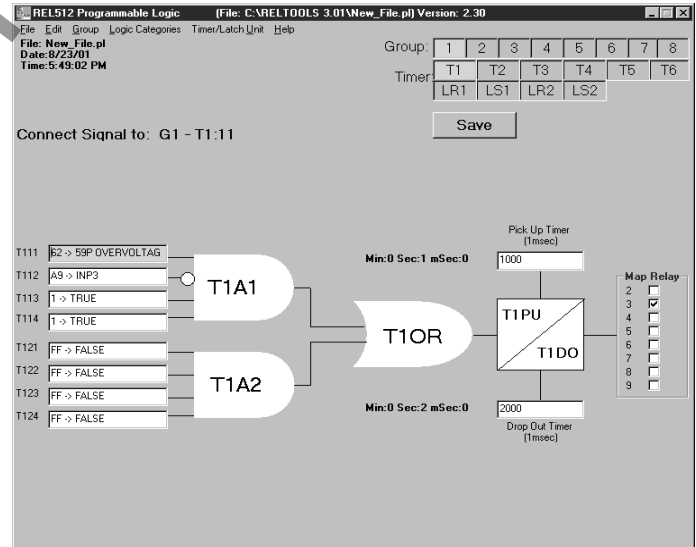 REL512 Programmable Logic (File: C:\RELTOOLS 3.01\New_File.pl) Version: 2.30
File Edit Group Logic Categories Timer/Latch Unit Help
File: New_File.pl
Date:8/23/01
Time:5:49:02 PM
Group: 1 2 3 4 5 6 7 8
Timer: T1 T2 T3 T4 T5 T6
LR1 LS1 LR2 LS2
Save
Connect Signal to: G1 - T1:11
Pick Up Timer
(1msec)
Min:0 Sec:1 mSec:0 1000
T111 62 -> 59P OVERVOLTAG
T112 A9 -> INP3
T113 1 -> TRUE
T114 1 -> TRUE
T1A1
T121 FF -> FALSE
T122 FF -> FALSE
T123 FF -> FALSE
T124 FF -> FALSE
T1A2
T1OR
T1PU
T1DO
Map Relay
2
3
4
5
6
7
8
9
Min:0 Sec:2 mSec:0 2000
Drop Out Timer
(1msec)